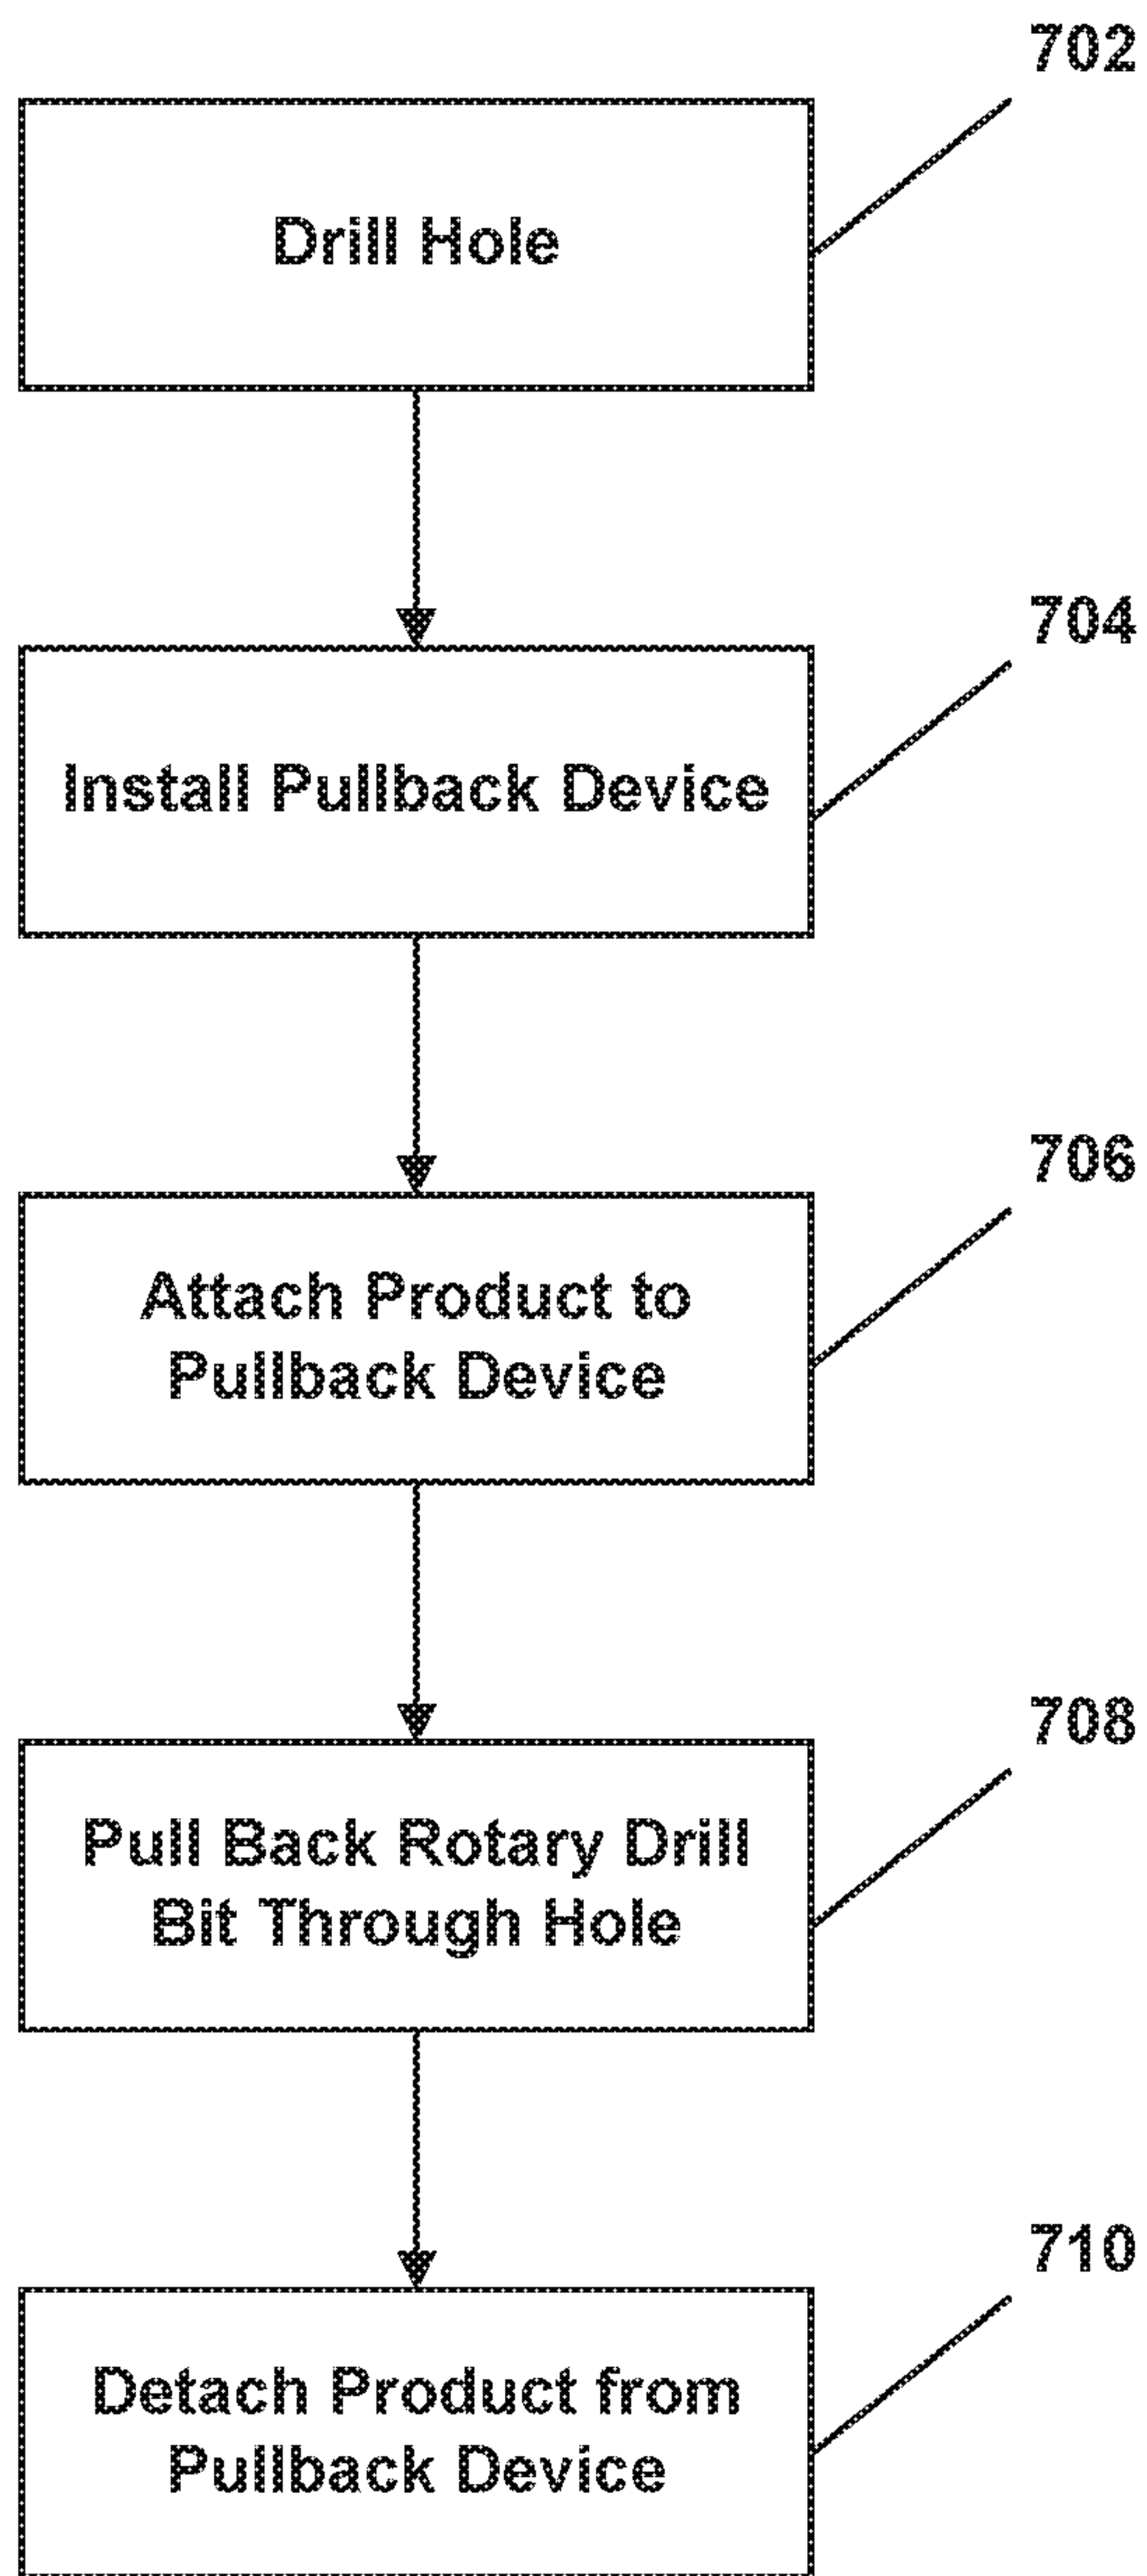 702
Drill Hole
704
Install Pullback Device
706
Attach Product to
Pullback Device
708
Pull Back Rotary Drill
Bit Through Hole
710
Detach Product from
Pullback Device